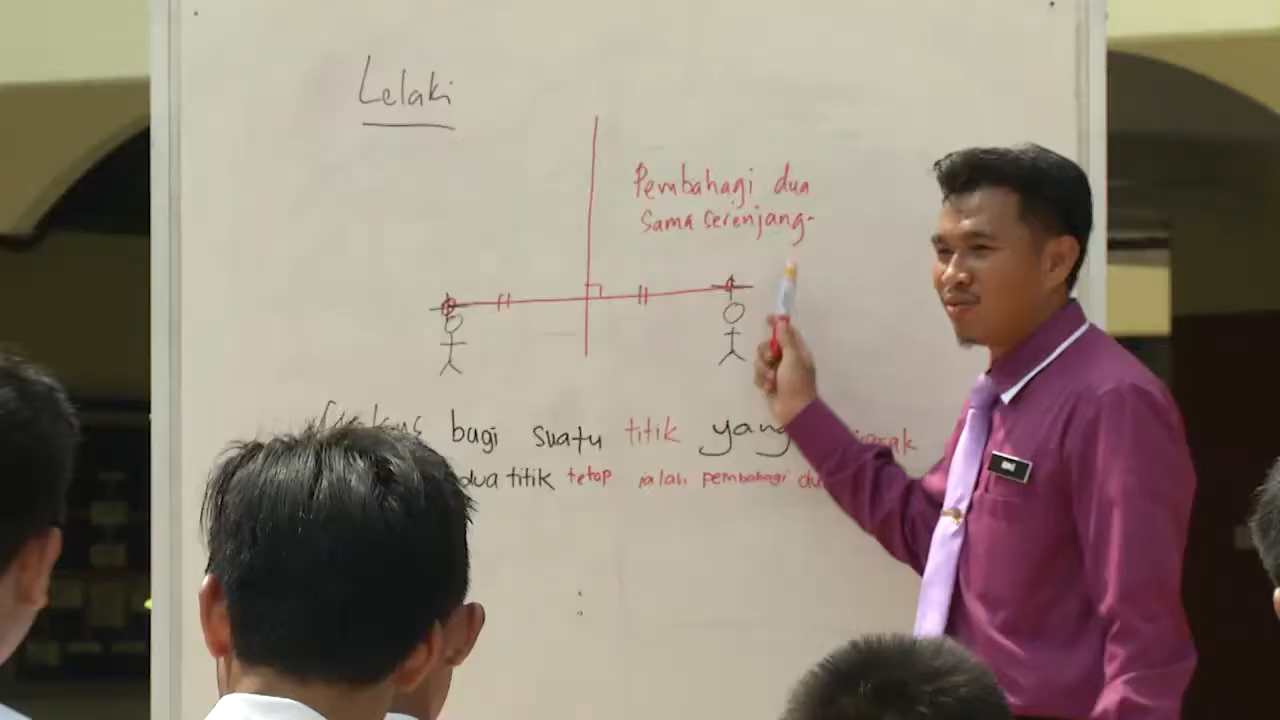 Lelaki
Pembahagi dua
sama serenjang.
bagi suatu titik yang
dua titik tetap ialah pembahagi